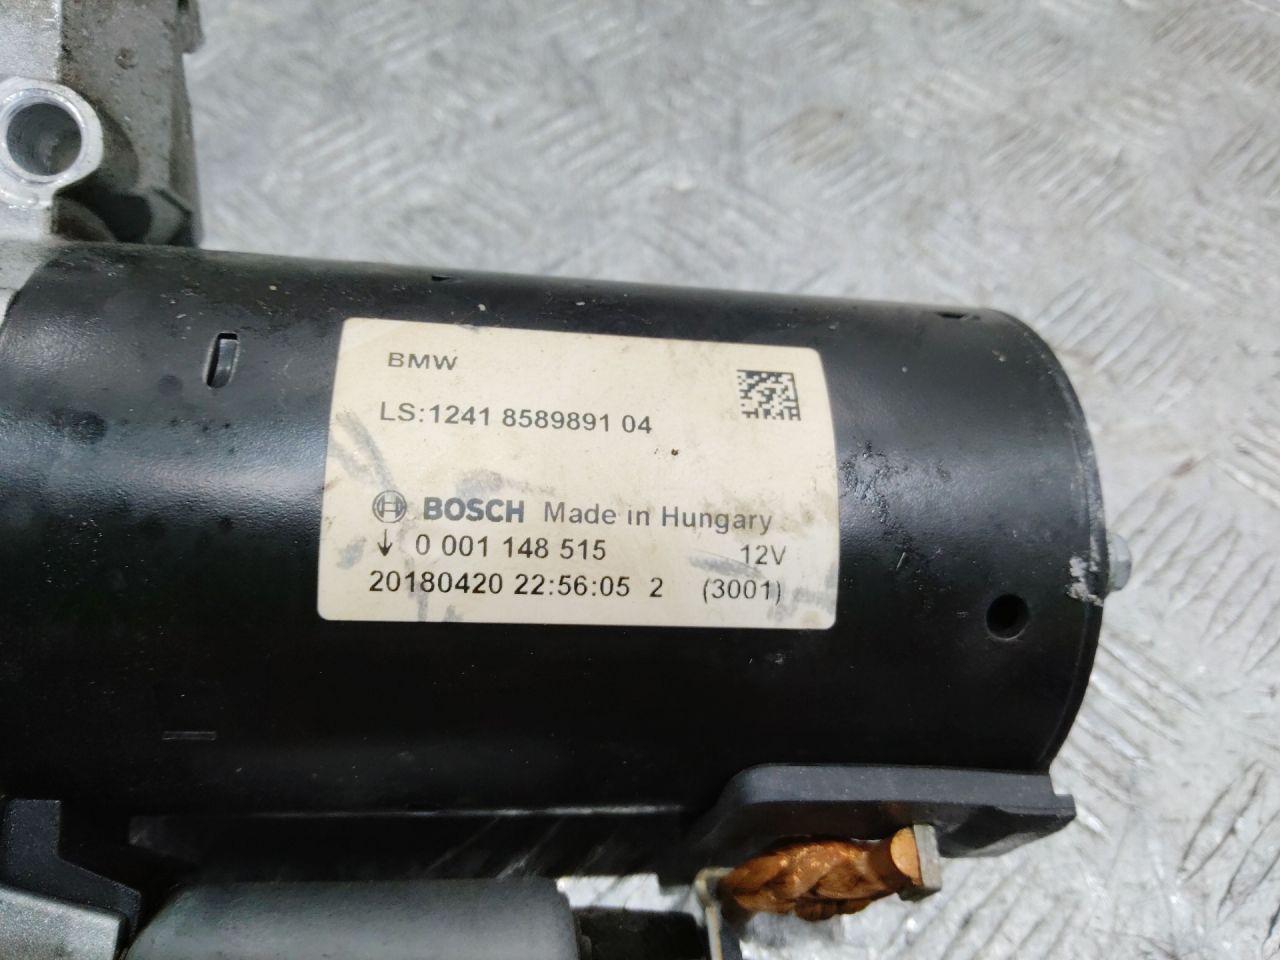 BMW
LS:1241 8589891 04
BOSCH Made in Hungary
↓ 0 001 148 515 12V
20180420 22:56:05 2 (3001)